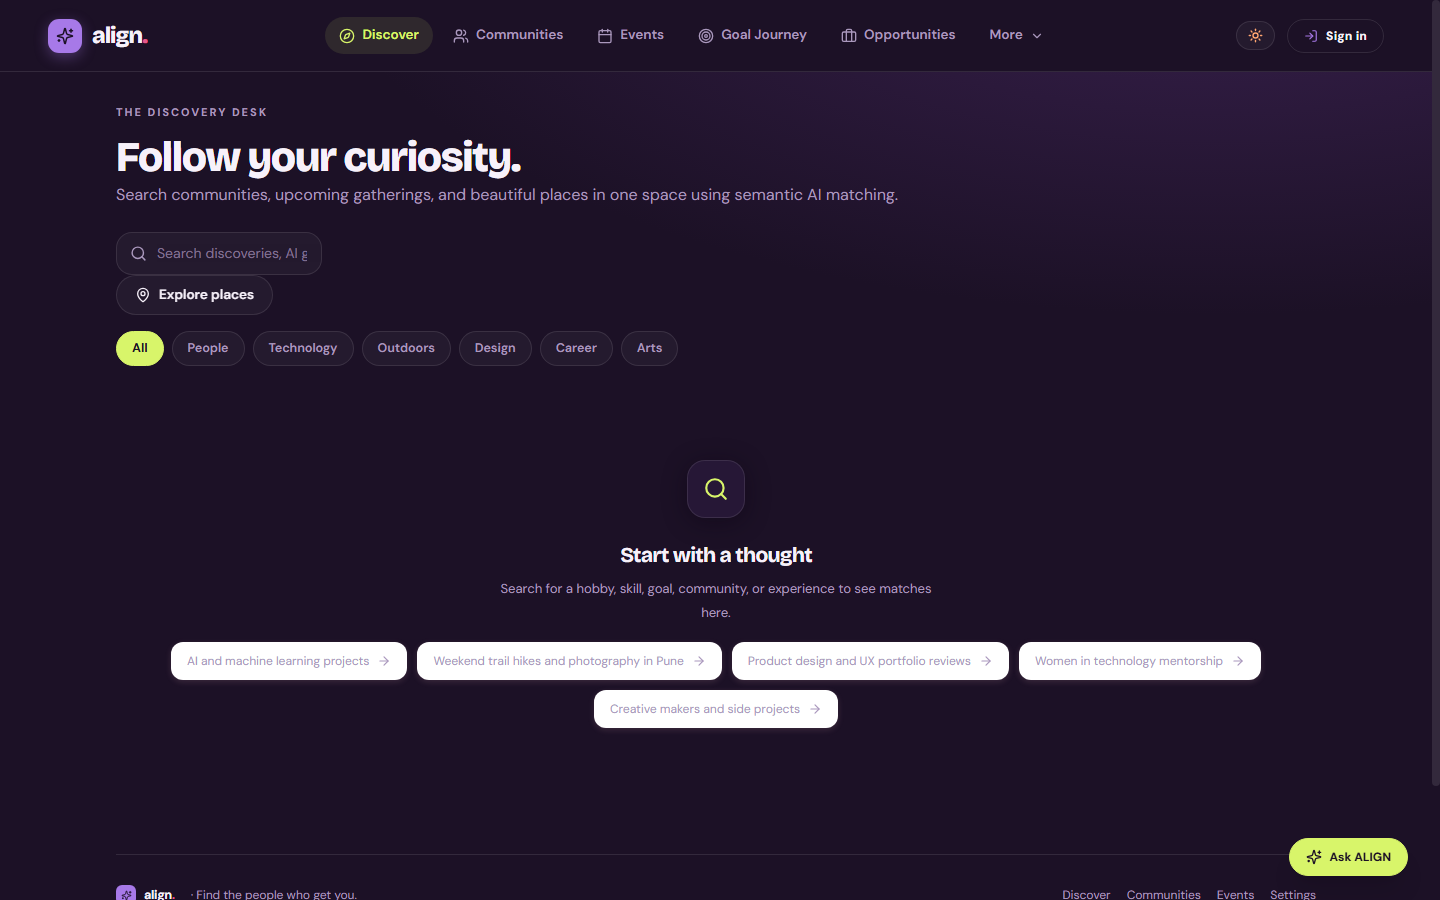 align.
Discover
Communities
Events
Goal Journey
Opportunities
More
Sign in
THE DISCOVERY DESK
Follow your curiosity.
Search communities, upcoming gatherings, and beautiful places in one space using semantic AI matching.
Search discoveries, AI g
Explore places
All
People
Technology
Outdoors
Design
Career
Arts
Start with a thought
Search for a hobby, skill, goal, community, or experience to see matches
here.
AI and machine learning projects
Weekend trail hikes and photography in Pune
Product design and UX portfolio reviews
Women in technology mentorship
Creative makers and side projects
Ask ALIGN
align. · Find the people who get you.
Discover
Communities
Events
Settings